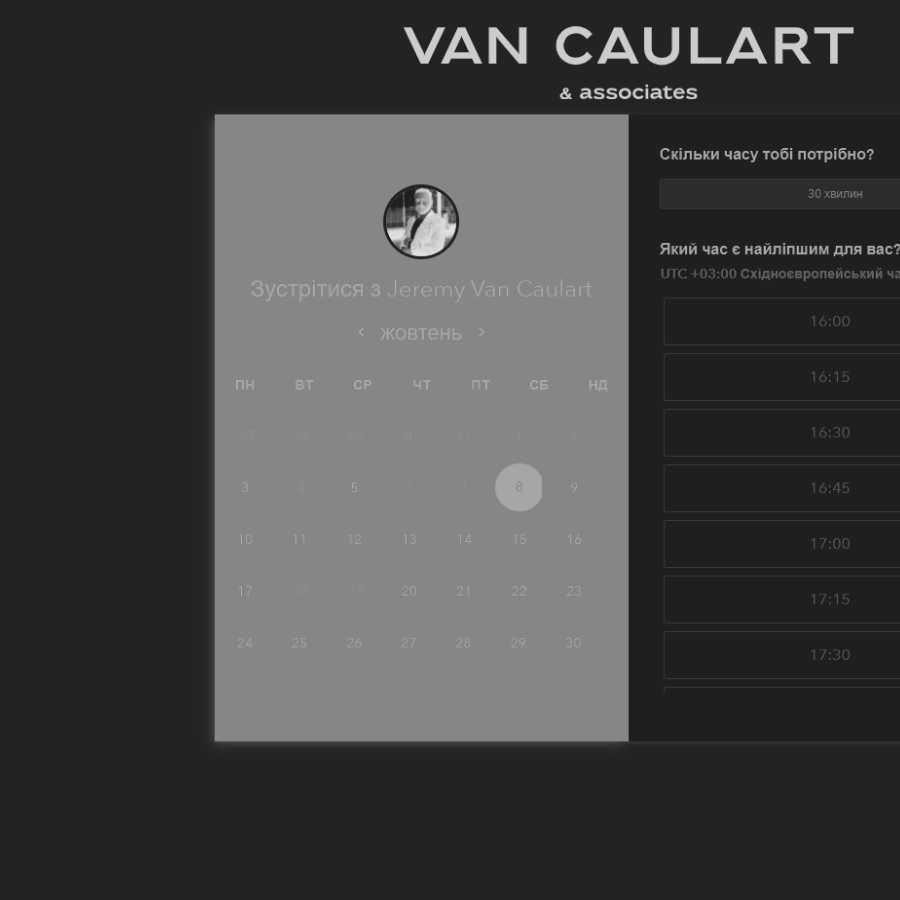 VAN CAULART
& associates
Зустрітися з Jeremy Van Caulart
жовтень
ПН ВТ СР ЧТ ПТ СБ НД
27 28 29 30 31 1 2
3 4 5 6 7 8 9
10 11 12 13 14 15 16
17 18 19 20 21 22 23
24 25 26 27 28 29 30
Скільки часу тобі потрібно?
30 хвилин
Який час є найліпшим для вас?
UTC +03:00 Східноєвропейський ча
16:00
16:15
16:30
16:45
17:00
17:15
17:30